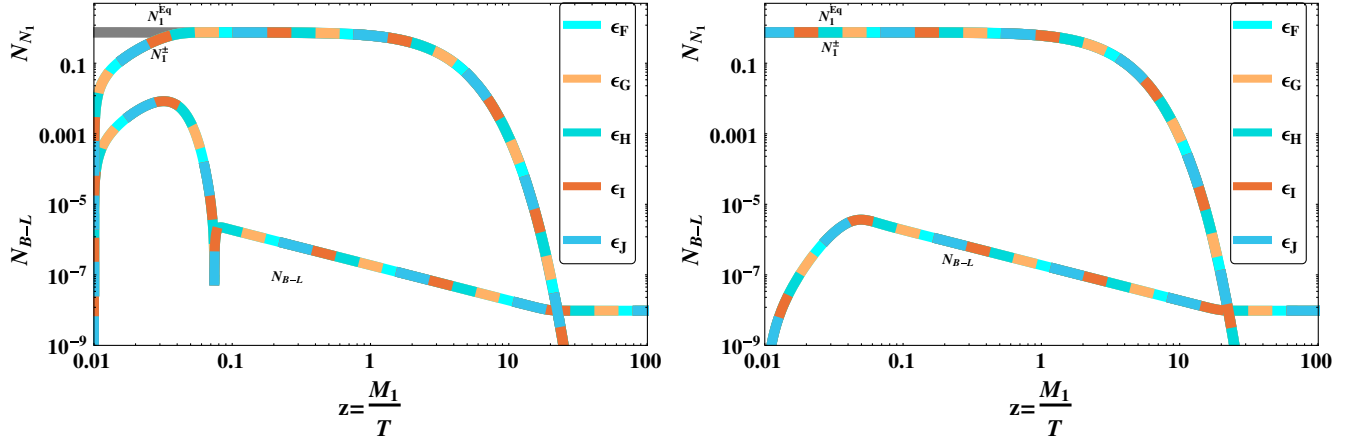 N_{N_1}
N_{B-L}
0.1
0.001
10^{-5}
10^{-7}
10^{-9}
N_1^{Eq}
N_1^±
N_{B-L}
ϵ_F
ϵ_G
ϵ_H
ϵ_I
ϵ_J
0.01 0.1 1 10 100
z= M_1/T
N_{N_1}
N_{B-L}
0.1
0.001
10^{-5}
10^{-7}
10^{-9}
N_1^{Eq}
N_1^±
N_{B-L}
ϵ_F
ϵ_G
ϵ_H
ϵ_I
ϵ_J
0.01 0.1 1 10 100
z= M_1/T